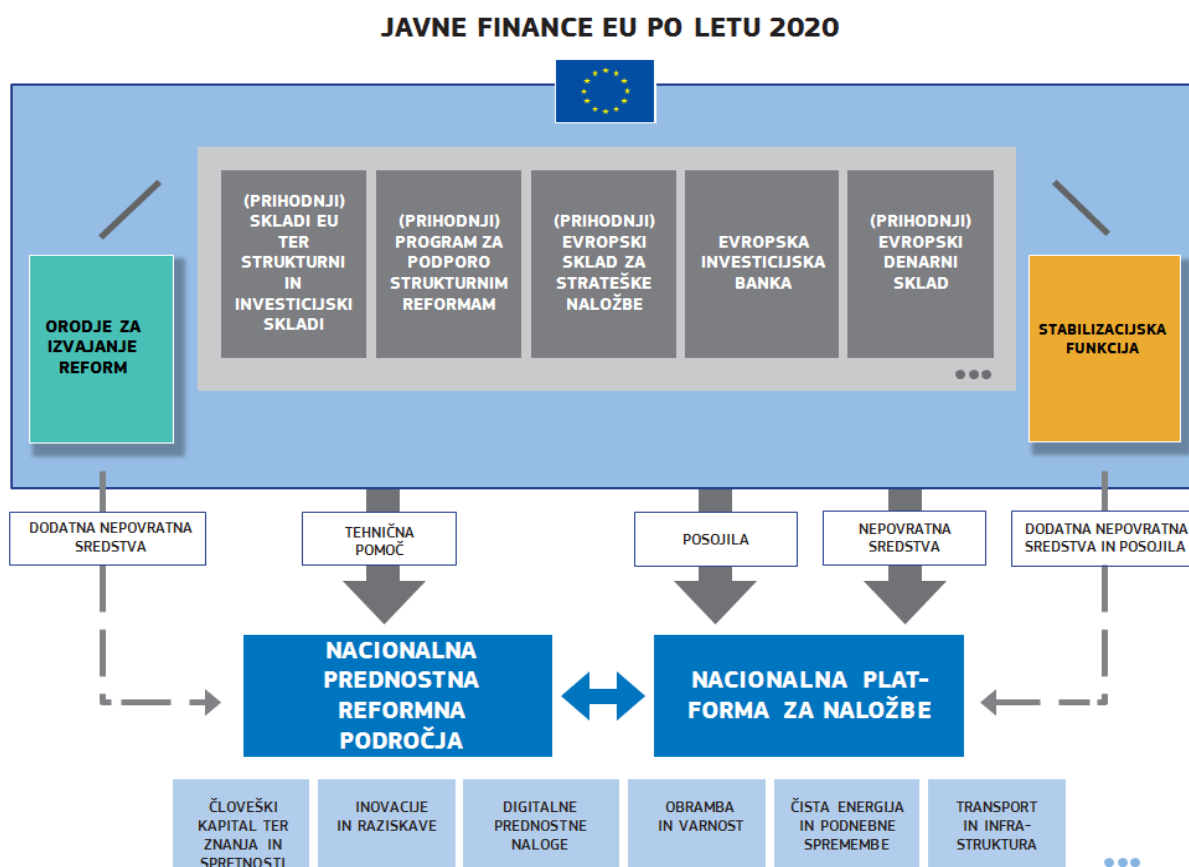 JAVNE FINANCE EU PO LETU 2020
(PRIHODNJI)
SKLADI EU
TER
STRUKTURNI
IN
INVESTICIJSKI
SKLADI
(PRIHODNJI)
PROGRAM ZA
PODPORO
STRUKTURNIM
REFORMAM
(PRIHODNJI)
EVROPSKI
SKLAD ZA
STRATEŠKE
NALOŽBE
EVROPSKA
INVESTICIJSKA
BANKA
(PRIHODNJI)
EVROPSKI
DENARNI
SKLAD
ORODJE ZA
IZVAJANJE
REFORM
STABILIZACIJSKA
FUNKCIJA
DODATNA NEPOVRATNA
SREDSTVA
TEHNIČNA
POMOČ
POSOJILA
NEPOVRATNA
SREDSTVA
DODATNA NEPOVRATNA
SREDSTVA IN POSOJILA
NACIONALNA
PREDNOSTNA
REFORMNA
PODROČJA
NACIONALNA PLAT-
FORMA ZA NALOŽBE
ČLOVEŠKI
KAPITAL TER
ZNANJA IN
SPRETNOSTI
INOVACIJE
IN RAZISKAVE
DIGITALNE
PREDNOSTNE
NALOGE
OBRAMBA
IN VARNOST
ČISTA ENERGIJA
IN PODNEBNE
SPREMEMBE
TRANSPORT
IN INFRA-
STRUKTURA